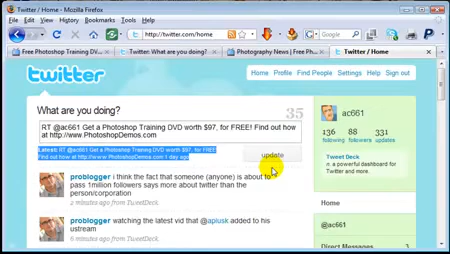 Twitter / Home - Mozilla Firefox
File Edit View History Bookmarks Tools Help
http://twitter.com/home
Free Photoshop Training DV...
Twitter: What are you doing?
Photography News | Free Ph...
Twitter / Home
twitter
Home Profile Find People Settings Help Sign out
What are you doing?
35
RT @ac661 Get a Photoshop Training DVD worth $97, for FREE! Find out how
at http://www.PhotoshopDemos.com
Latest: RT @ac661 Get a Photoshop Training DVD worth $97, for FREE!
Find out how at http://www.PhotoshopDemos.com 1 day ago
update
problogger i think the fact that someone (anyone) is about to
pass 1million followers says more about twitter than the
person/corporation
2 minutes ago from TweetDeck
problogger watching the latest vid that @aplusk added to his
ustream
6 minutes ago from TweetDeck
ac661
136 88 331
following followers updates
Tweet Deck
n. a powerful dashboard for
Twitter and more.
Home
@ac661
Direct Messages 3